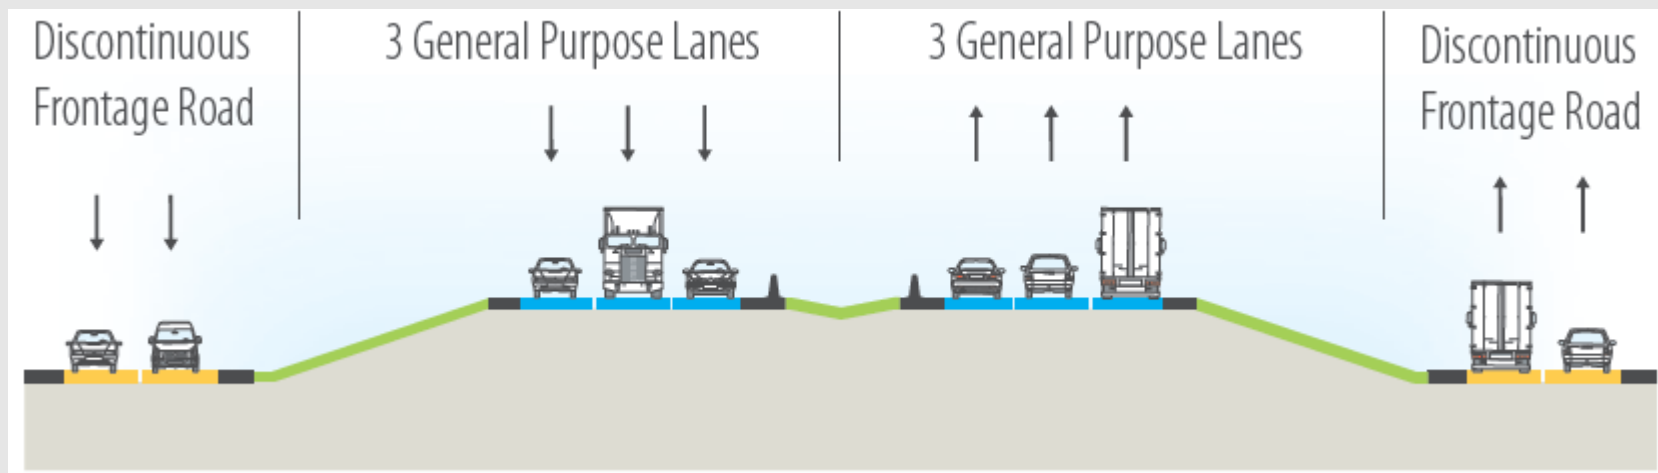 Discontinuous
Frontage Road
3 General Purpose Lanes
3 General Purpose Lanes
Discontinuous
Frontage Road